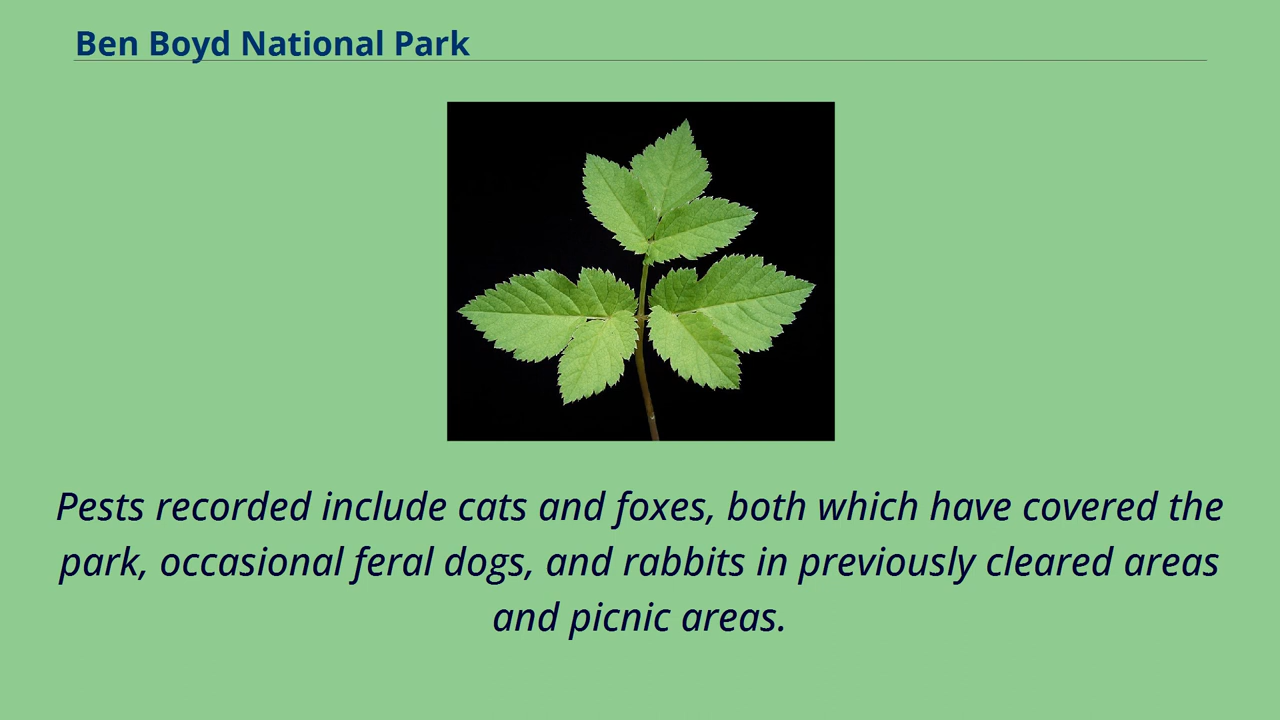 Ben Boyd National Park
Pests recorded include cats and foxes, both which have covered the
park, occasional feral dogs, and rabbits in previously cleared areas
and picnic areas.